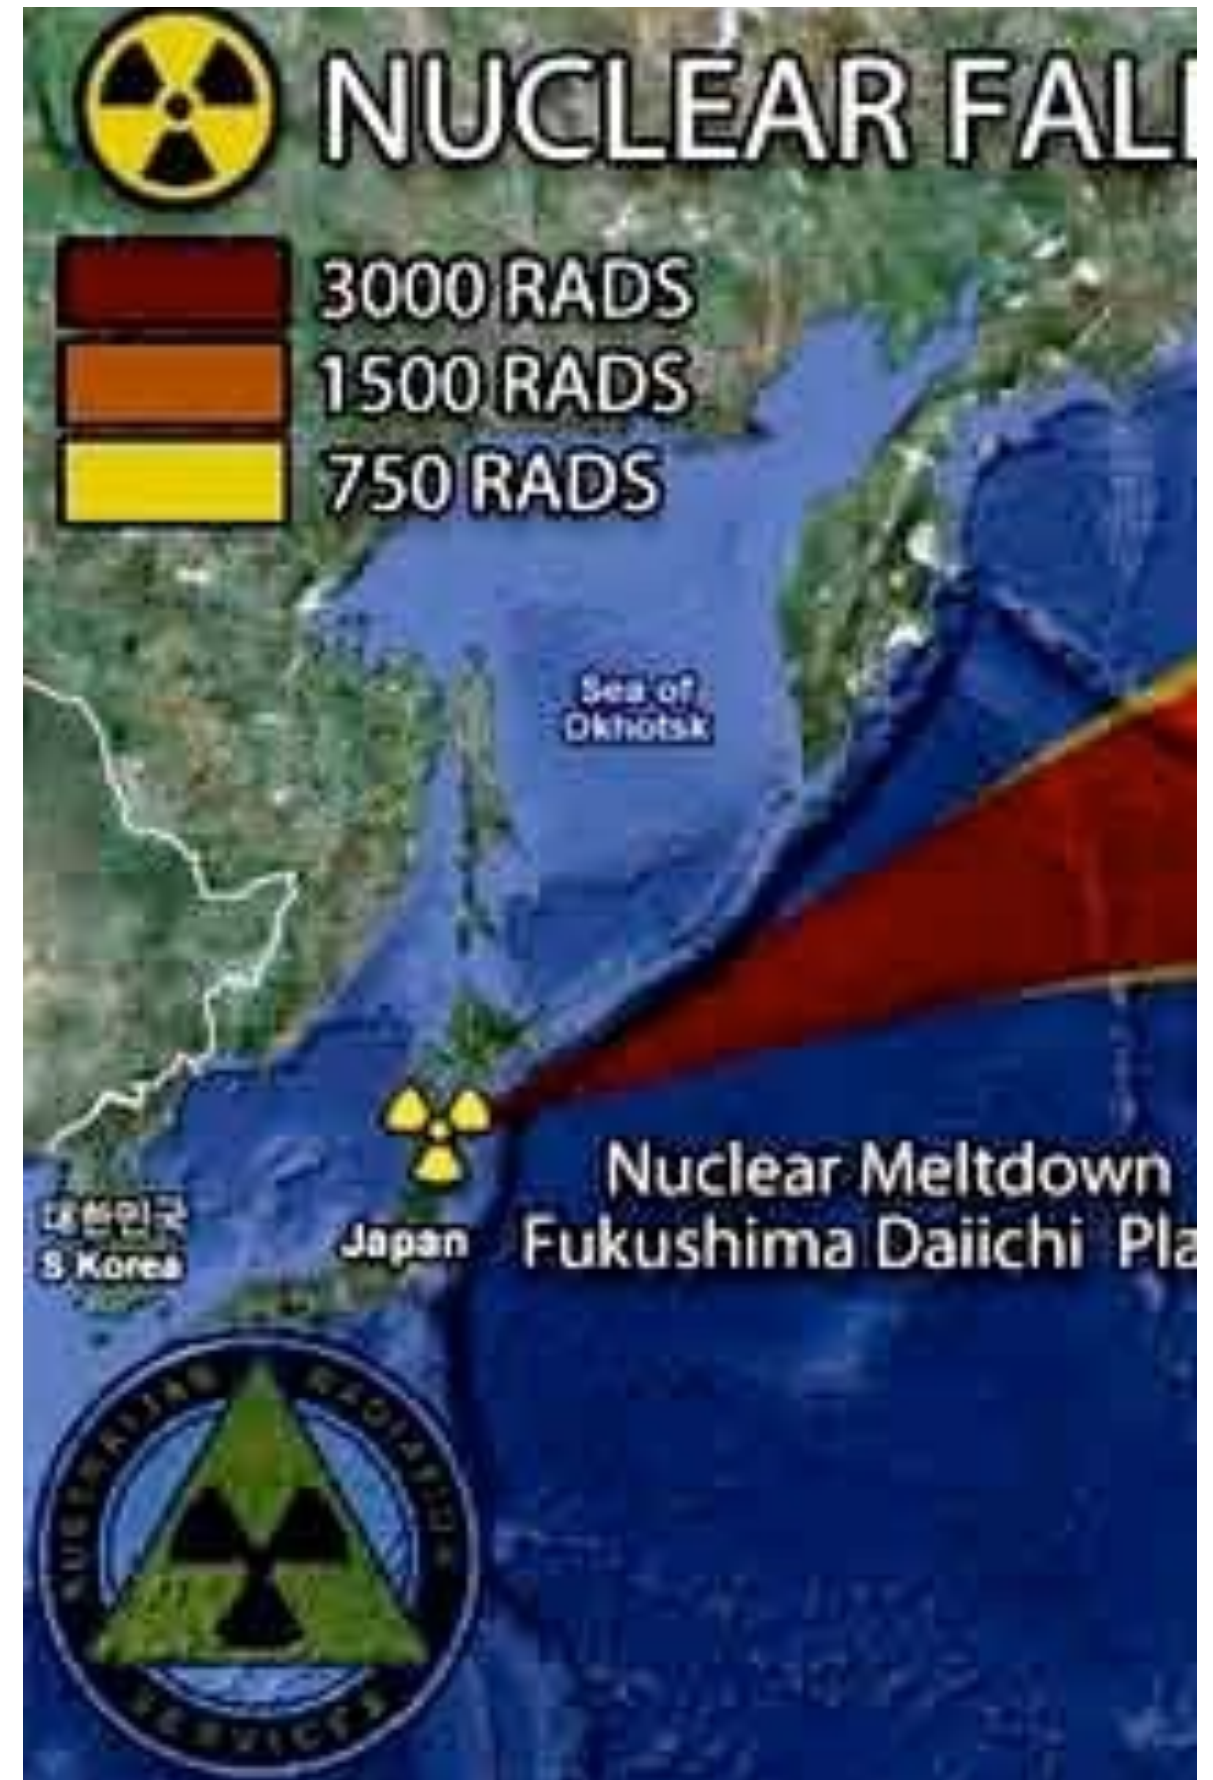 NUCLEAR FALL
3000 RADS
1500 RADS
750 RADS
Sea of
Okhotsk
Nuclear Meltdown
Fukushima Daiichi Pla
대한민국
S Korea
Japan
SERVICES